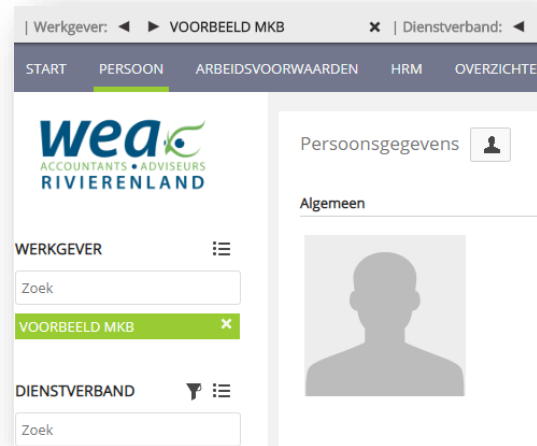 | Werkgever: ◀ ▶ VOORBEELD MKB × | Dienstverband: ◀
START PERSOON ARBEIDSVOORWAARDEN HRM OVERZICHTE
wea
ACCOUNTANTS • ADVISEURS
RIVIERENLAND
Persoonsgegevens
Algemeen
WERKGEVER
Zoek
VOORBEELD MKB ×
DIENSTVERBAND
Zoek